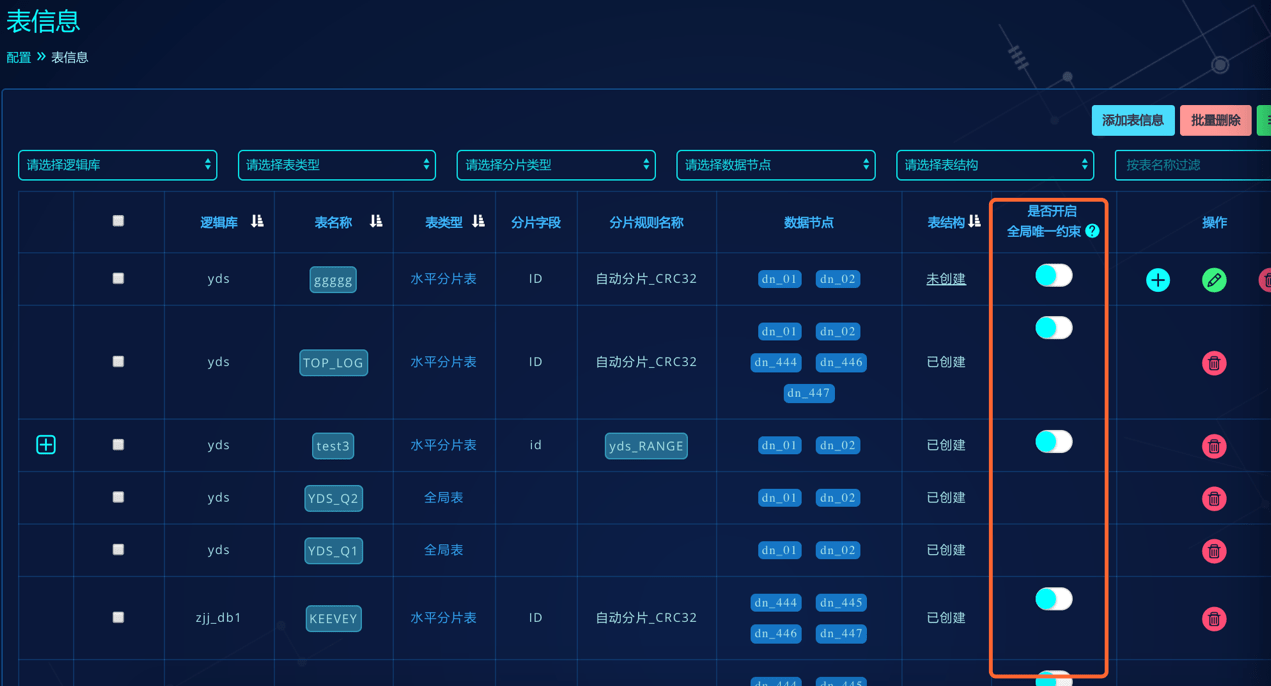 表信息
配置 » 表信息
添加表信息 批量删除
请选择逻辑库 请选择表类型 请选择分片类型 请选择数据节点 请选择表结构 按表名称过滤
逻辑库 表名称 表类型 分片字段 分片规则名称 数据节点 表结构 是否开启 操作
全局唯一约束 ?
yds ggggg 水平分片表 ID 自动分片_CRC32 dn_01 dn_02 未创建
dn_01 dn_02
yds TOP_LOG 水平分片表 ID 自动分片_CRC32 dn_444 dn_446 已创建
dn_447
yds test3 水平分片表 id yds_RANGE dn_01 dn_02 已创建
yds YDS_Q2 全局表 dn_01 dn_02 已创建
yds YDS_Q1 全局表 dn_01 dn_02 已创建
dn_444 dn_445
zjj_db1 KEEVEY 水平分片表 ID 自动分片_CRC32 已创建
dn_446 dn_447
dn_444 dn_445